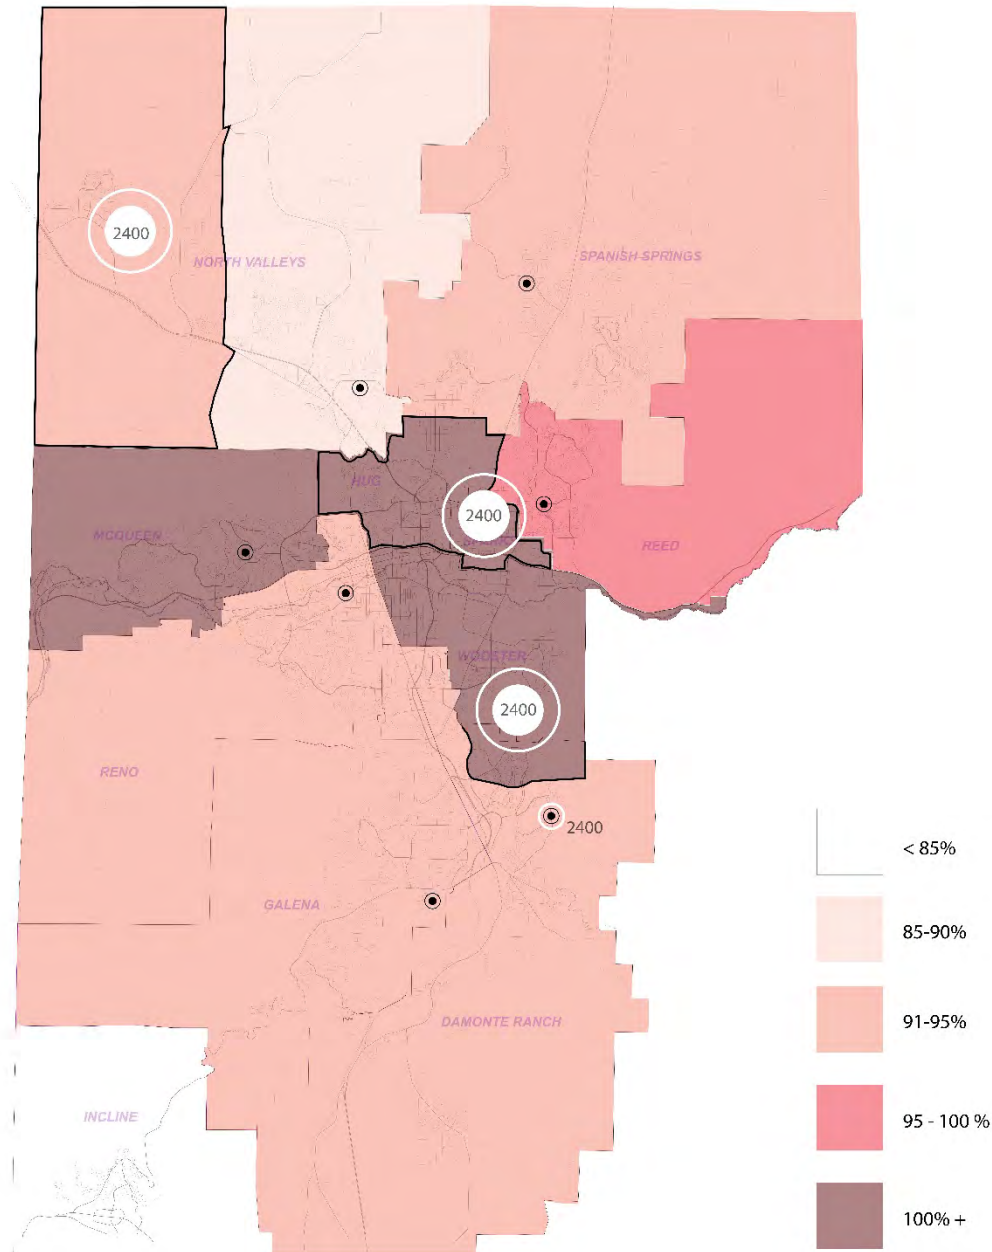 2400
NORTH VALLEYS
SPANISH SPRINGS
HUG
2400
MCQUEEN
SPARKS
REED
WOOSTER
2400
RENO
2400
< 85%
GALENA
85-90%
DAMONTE RANCH
91-95%
INCLINE
95 - 100 %
100% +